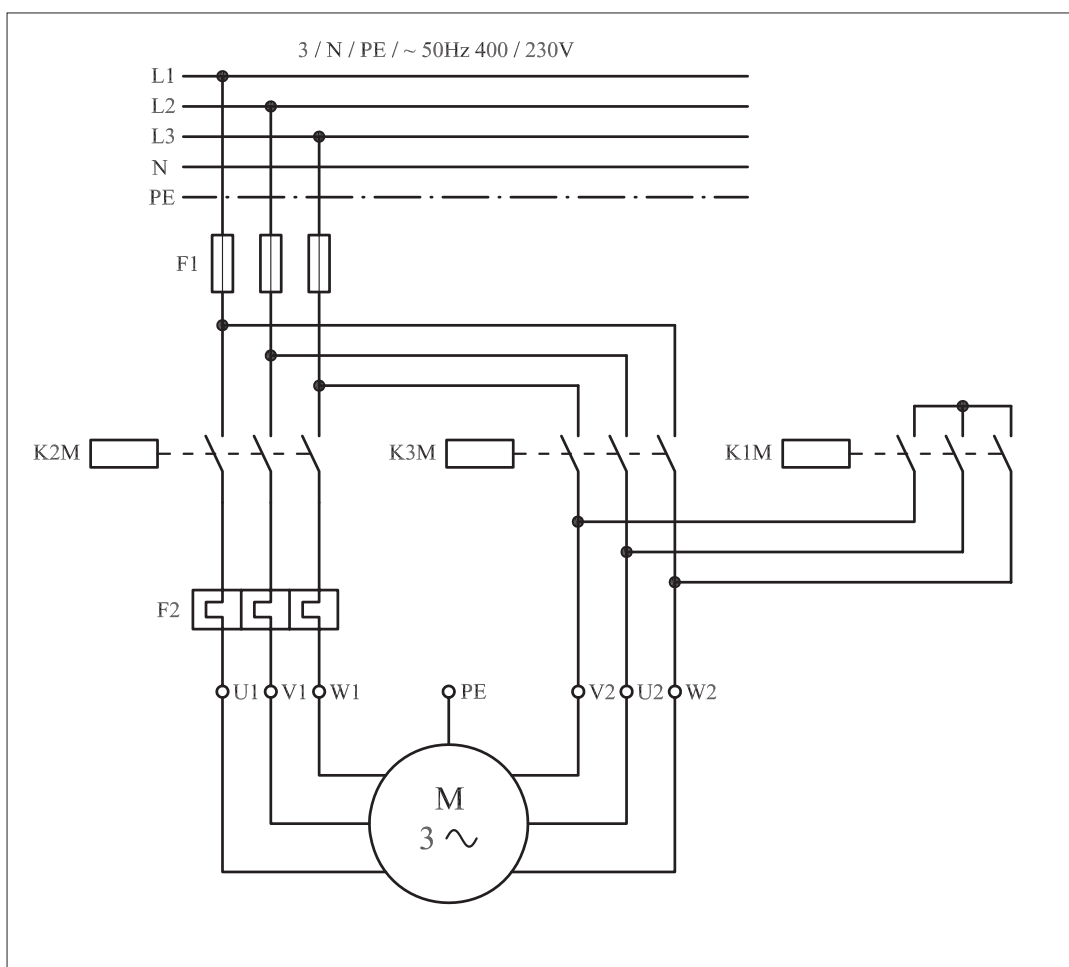 3 / N / PE / ~ 50Hz 400 / 230V
L1
L2
L3
N
PE
F1
K2M
K3M
K1M
F2
U1 V1 W1 PE V2 U2 W2
M
3 ~